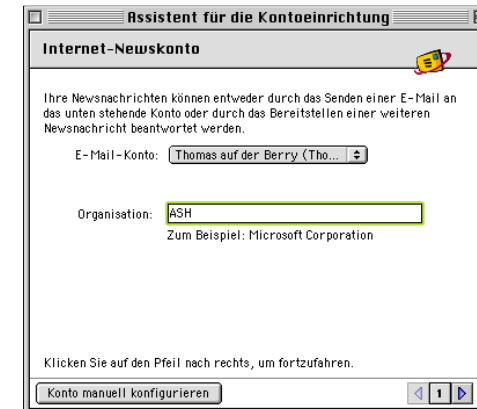 Assistent für die Kontoeinrichtung
Internet-Newskonto
Ihre Newsnachrichten können entweder durch das Senden einer E-Mail an
das unten stehende Konto oder durch das Bereitstellen einer weiteren
Newsnachricht beantwortet werden.
E-Mail-Konto: Thomas auf der Berry (Tho...
Organisation: ASH
Zum Beispiel: Microsoft Corporation
Klicken Sie auf den Pfeil nach rechts, um fortzufahren.
Konto manuell konfigurieren 1